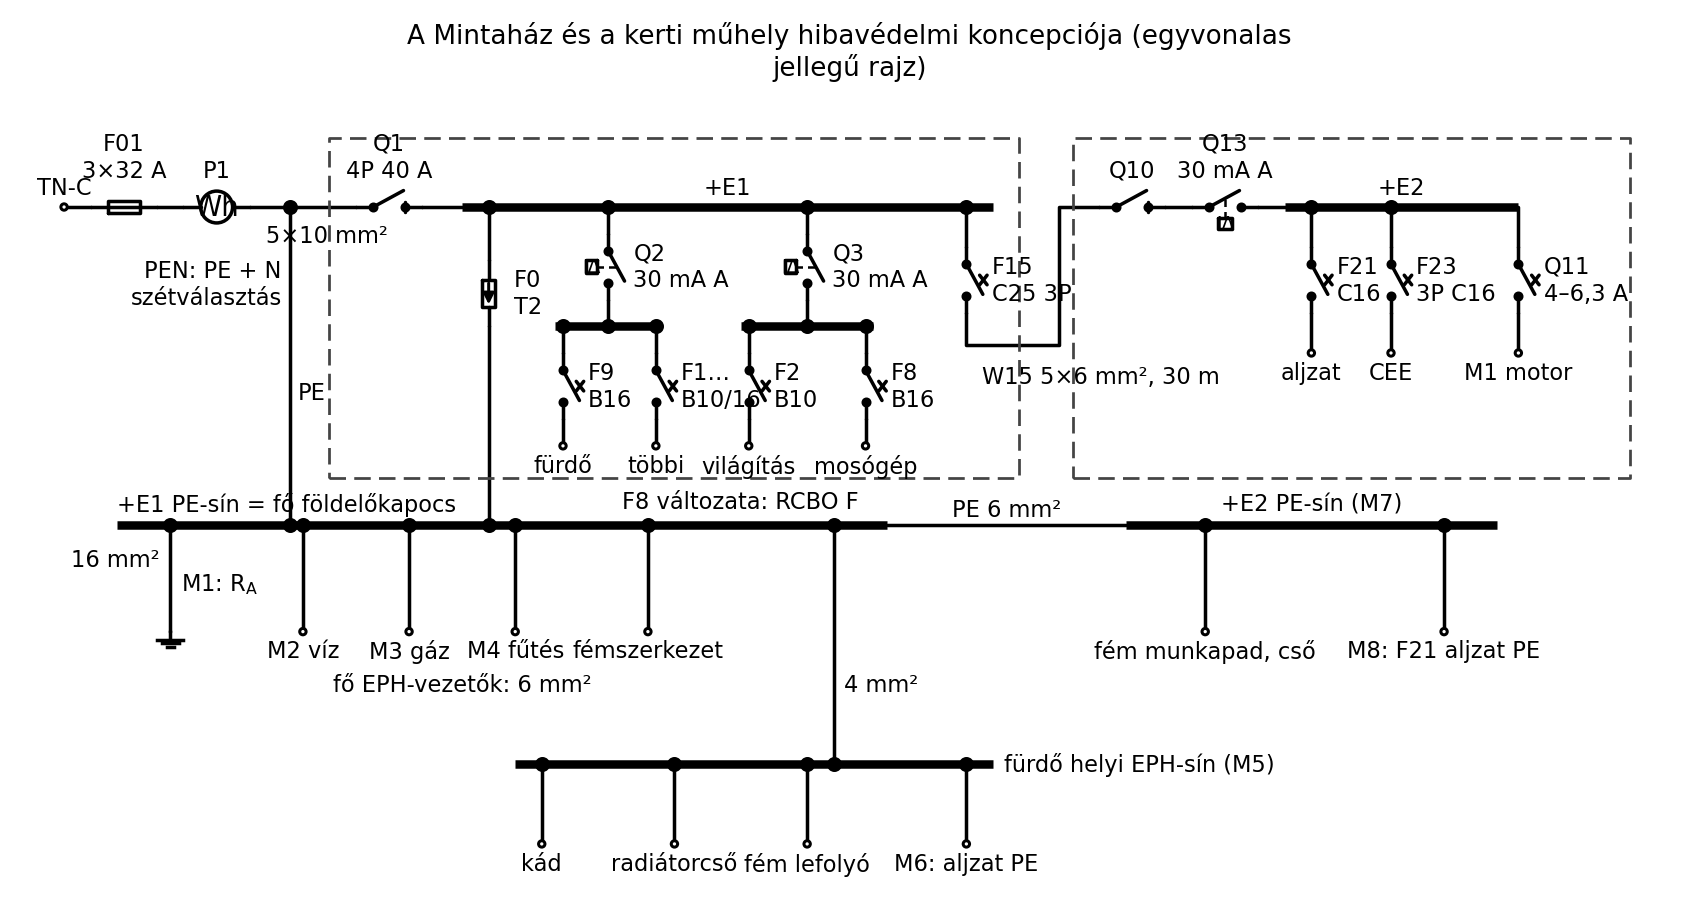 A Mintaház és a kerti műhely hibavédelmi koncepciója (egyvonalas
jellegű rajz)
F01
3×32 A
TN-C
P1
Wh
Q1
4P 40 A
+E1
Q10
Q13
30 mA A
+E2
5×10 mm²
PEN: PE + N
szétválasztás
F0
T2
Q2
30 mA A
Q3
30 mA A
F15
C25 3P
F21
C16
F23
3P C16
Q11
4–6,3 A
PE
F9
B16
F1…
B10/16
F2
B10
F8
B16
W15 5×6 mm², 30 m
aljzat
CEE
M1 motor
fürdő
többi
világítás
mosógép
+E1 PE-sín = fő földelőkapocs
F8 változata: RCBO F
PE 6 mm²
+E2 PE-sín (M7)
16 mm²
M1: RA
M2 víz
M3 gáz
M4 fűtés
fémszerkezet
fém munkapad, cső
M8: F21 aljzat PE
fő EPH-vezetők: 6 mm²
4 mm²
fürdő helyi EPH-sín (M5)
kád
radiátorcső
fém lefolyó
M6: aljzat PE